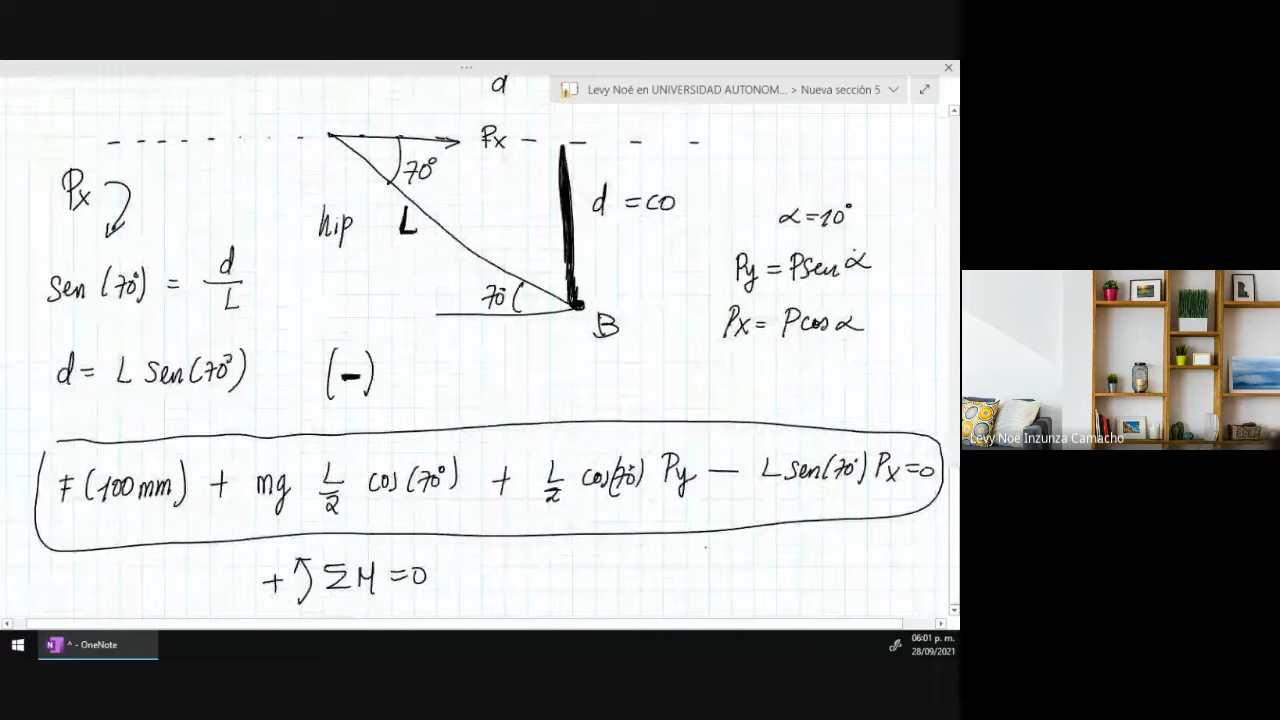 d
Levy Noé en UNIVERSIDAD AUTONOM... > Nueva sección 5
Px
70°
Px
hip
L
d = co
α = 10°
sen (70°) = d/L
70°
B
Py = Psen α
Px = Pcos α
d = L sen(70°)
(-)
F (100 mm) + mg L/2 cos(70°) + L/2 cos(70°) Py — L sen(70°) Px = 0
+ ΣM = 0
Levy Noe Inzunza Camacho
^ - OneNote
06:01 p. m.
28/09/2021